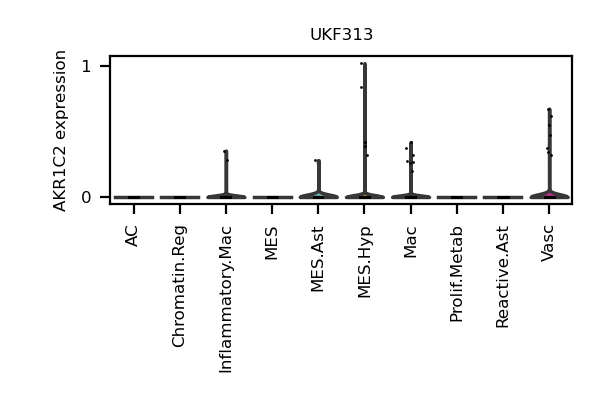 UKF313
AKR1C2 expression
1
0
AC
Chromatin.Reg
Inflammatory.Mac
MES
MES.Ast
MES.Hyp
Mac
Prolif.Metab
Reactive.Ast
Vasc